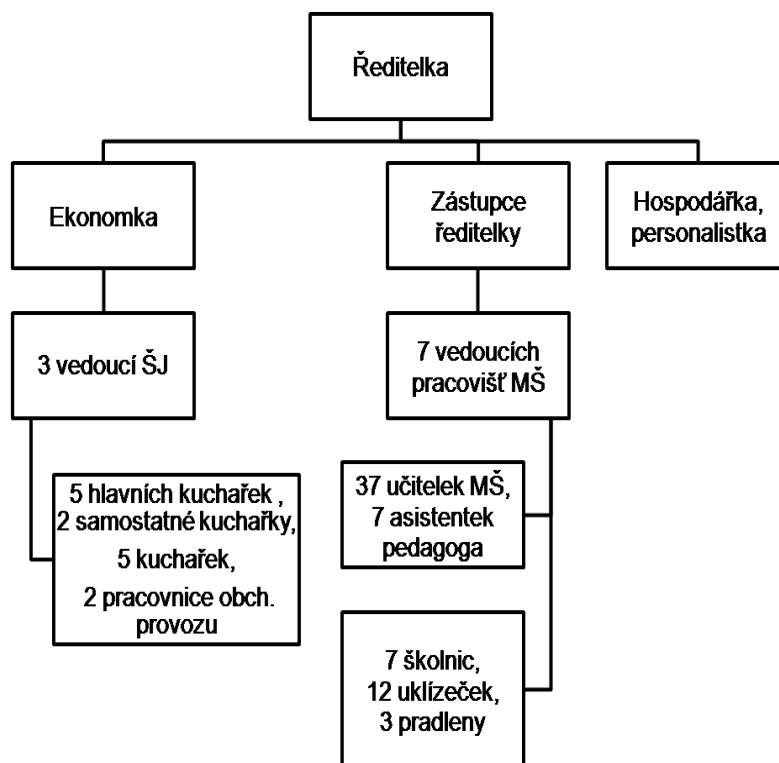 Ředitelka
Ekonomka
Zástupce
ředitelky
Hospodářka,
personalistka
3 vedoucí ŠJ
7 vedoucích
pracovišť MŠ
5 hlavních kuchařek ,
2 samostatné kuchařky,
5 kuchařek,
2 pracovnice obch.
provozu
37 učitelek MŠ,
7 asistentek
pedagoga
7 školnic,
12 uklízeček,
3 pradleny